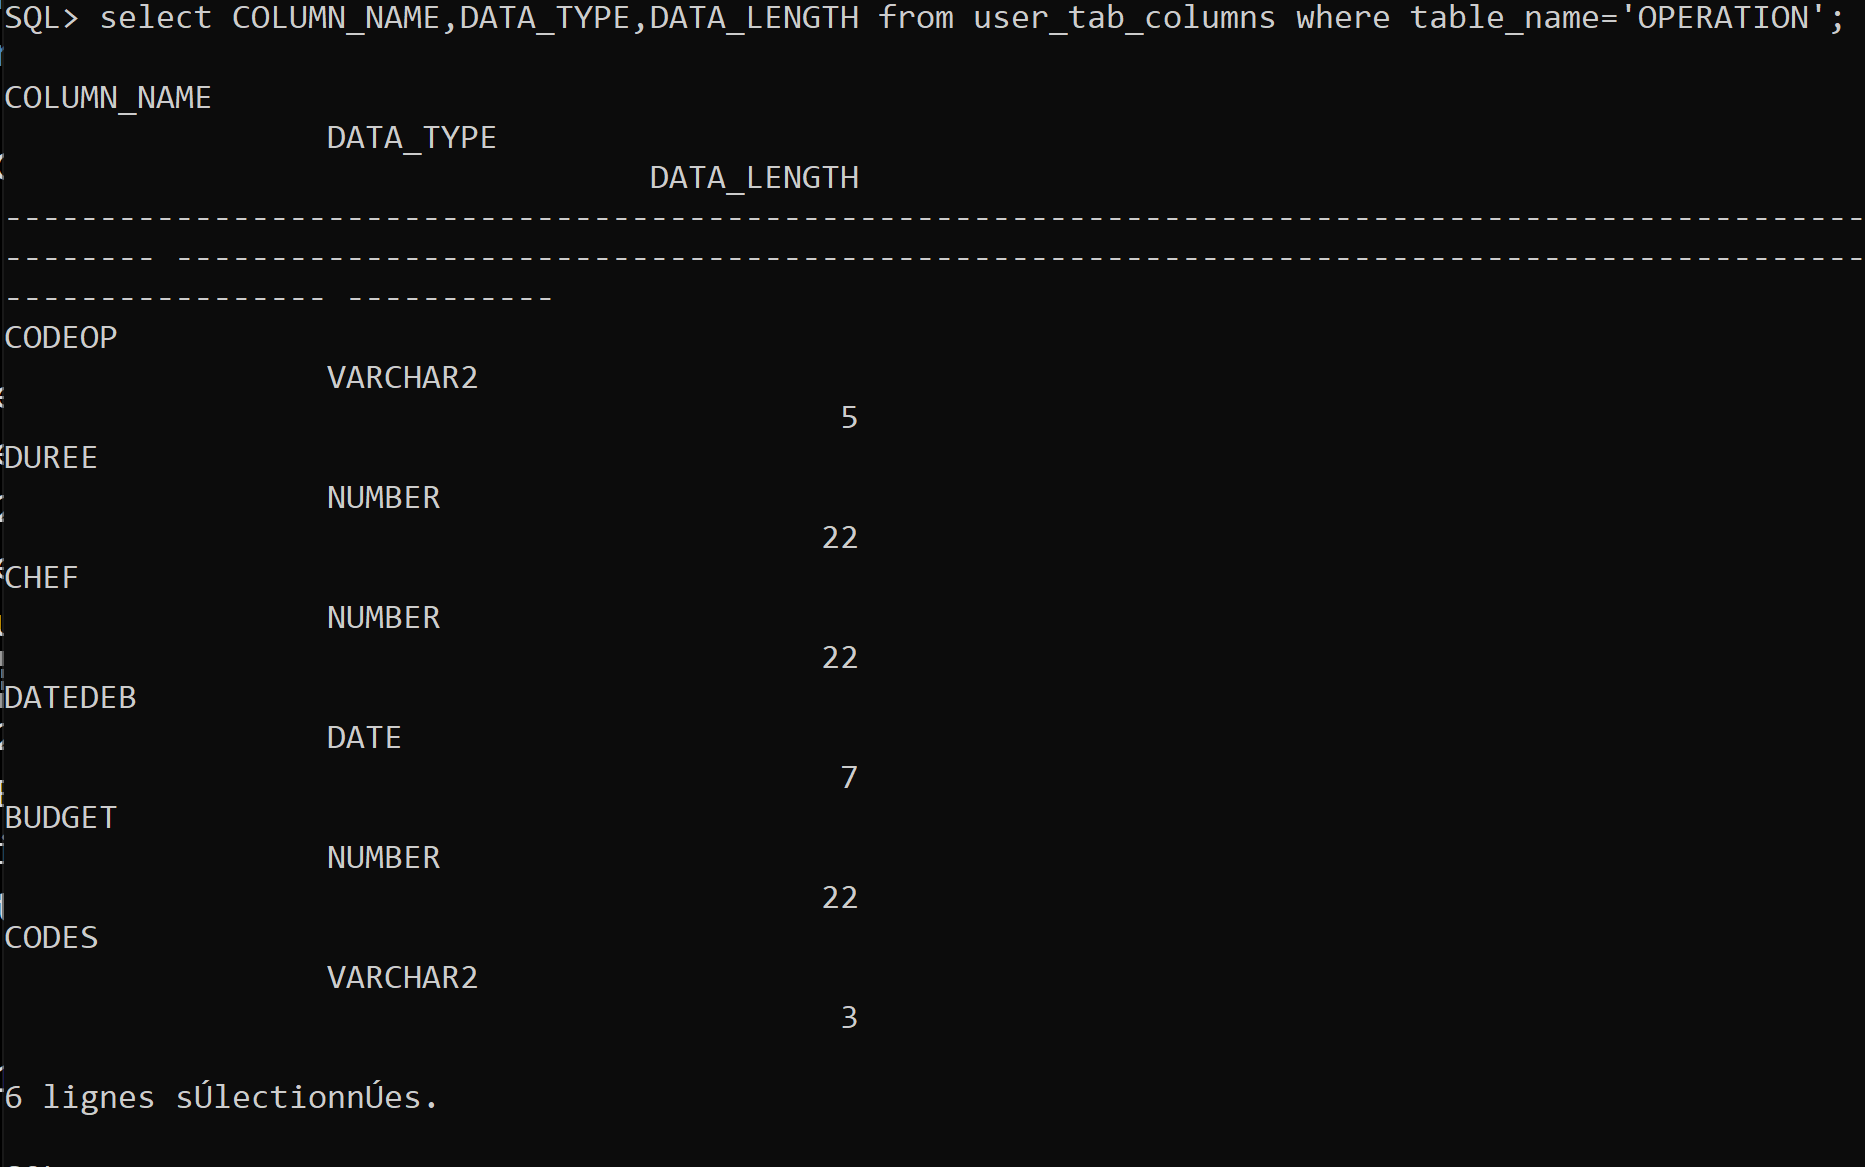 SQL> select COLUMN_NAME,DATA_TYPE,DATA_LENGTH from user_tab_columns where table_name='OPERATION';
COLUMN_NAME
DATA_TYPE
DATA_LENGTH
--------------------------------------------------------------------------------------------------
-------- -----------------------------------------------------------------------------------------
----------------- -----------
CODEOP
VARCHAR2
5
DUREE
NUMBER
22
CHEF
NUMBER
22
DATEDEB
DATE
7
BUDGET
NUMBER
22
CODES
VARCHAR2
3
6 lignes sÚlectionnÚes.